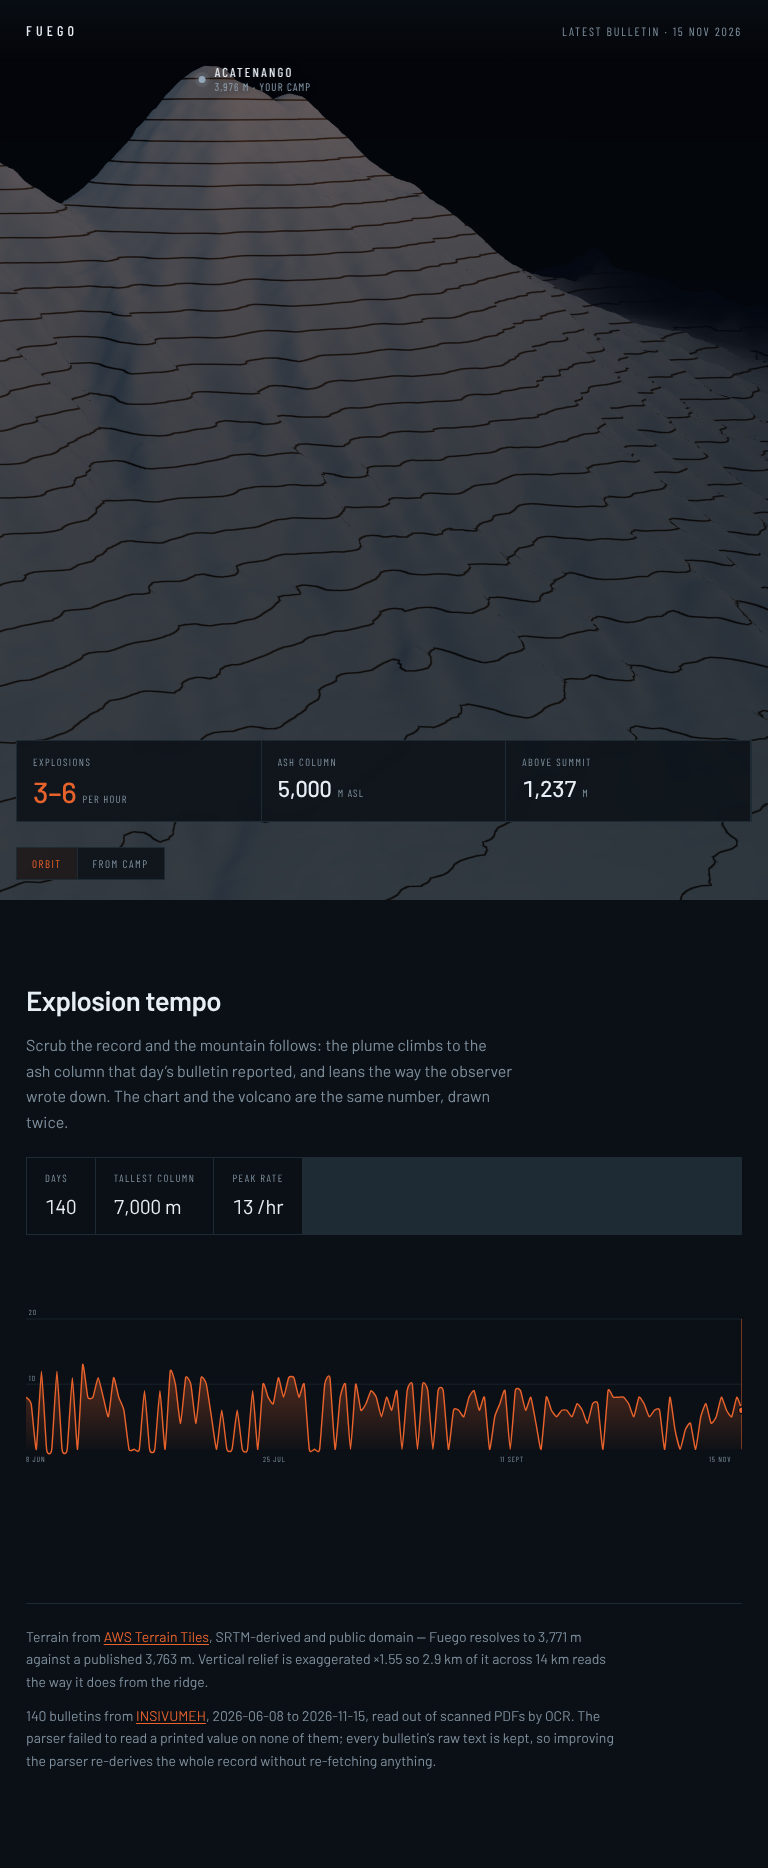 FUEGO
LATEST BULLETIN · 15 NOV 2026
ACATENANGO
3,976 M · YOUR CAMP
EXPLOSIONS
3–6 PER HOUR
ASH COLUMN
5,000 M ASL
ABOVE SUMMIT
1,237 M
ORBIT
FROM CAMP
Explosion tempo
Scrub the record and the mountain follows: the plume climbs to the
ash column that day’s bulletin reported, and leans the way the observer
wrote down. The chart and the volcano are the same number, drawn
twice.
DAYS
140
TALLEST COLUMN
7,000 m
PEAK RATE
13 /hr
20
10
8 JUN
25 JUL
11 SEPT
15 NOV
Terrain from AWS Terrain Tiles, SRTM-derived and public domain — Fuego resolves to 3,771 m
against a published 3,763 m. Vertical relief is exaggerated ×1.55 so 2.9 km of it across 14 km reads
the way it does from the ridge.
140 bulletins from INSIVUMEH, 2026-06-08 to 2026-11-15, read out of scanned PDFs by OCR. The
parser failed to read a printed value on none of them; every bulletin’s raw text is kept, so improving
the parser re-derives the whole record without re-fetching anything.